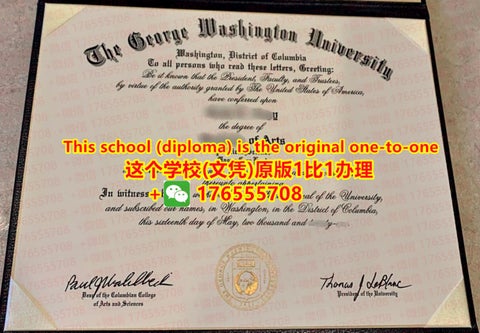 The George Washington University
Washington, District of Columbia
To all persons who read these letters, Greeting:
Be it known that the President, Faculty, and Trustees,
by virtue of the authority granted by The United States of America,
have conferred upon
the degree of
of Arts
This school (diploma) is the original one-to-one
这个学校(文凭)原版1比1办理
+ 176555708
In witness
of the University,
and subscribed our names, in Washington, in the District of Columbia,
this sixteenth day of May, two thousand and
Dean of the Columbian College
of Arts and Sciences
President of the University